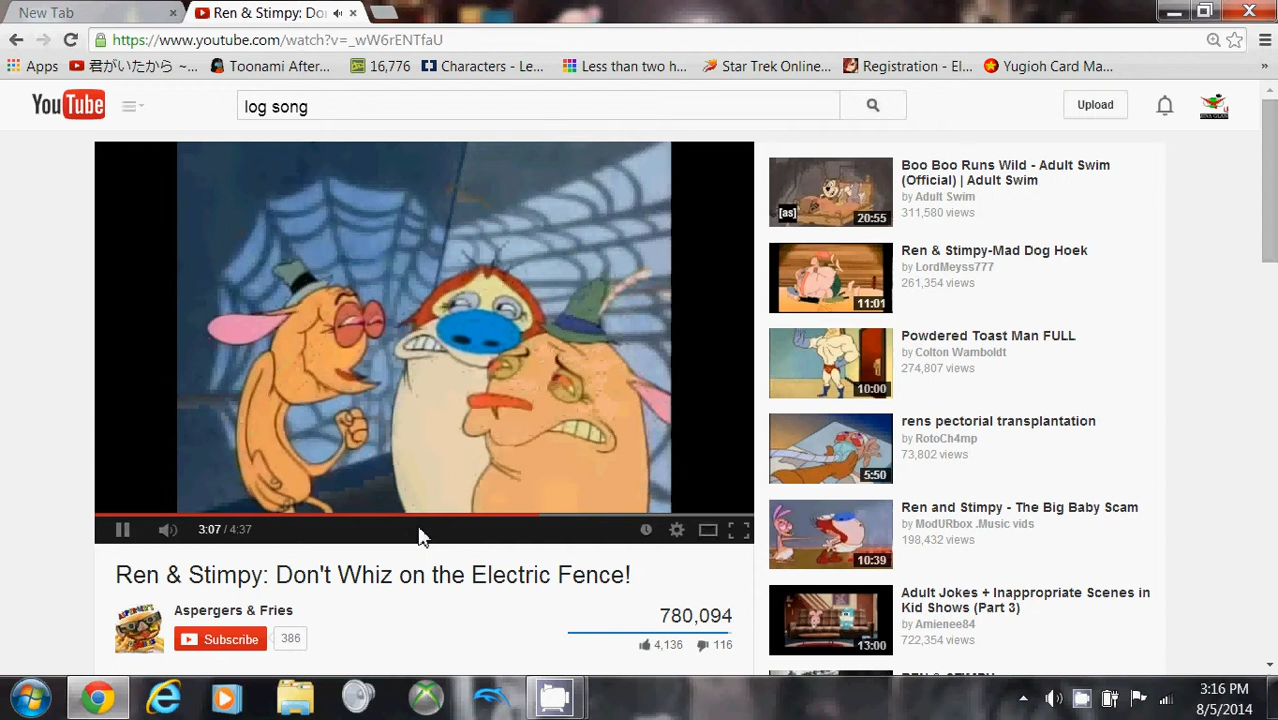 New Tab
Ren & Stimpy: Do
https://www.youtube.com/watch?v=_wW6rENTfaU
Apps
君がいたから ~...
Toonami After...
16,776
Characters - Le...
Less than two h...
Star Trek Online...
Registration - El...
Yugioh Card Ma...
»
YouTube
log song
Upload
Boo Boo Runs Wild - Adult Swim
(Official) | Adult Swim
by Adult Swim
311,580 views
[as]
20:55
Ren & Stimpy-Mad Dog Hoek
by LordMeyss777
261,354 views
11:01
Powdered Toast Man FULL
by Colton Wamboldt
274,807 views
10:00
rens pectorial transplantation
by RotoCh4mp
73,802 views
5:50
Ren and Stimpy - The Big Baby Scam
by ModURbox .Music vids
198,432 views
10:39
Adult Jokes + Inappropriate Scenes in
Kid Shows (Part 3)
by Amienee84
722,354 views
13:00
3:07 / 4:37
Ren & Stimpy: Don't Whiz on the Electric Fence!
Aspergers & Fries
Subscribe
386
780,094
4,136
116
3:16 PM
8/5/2014